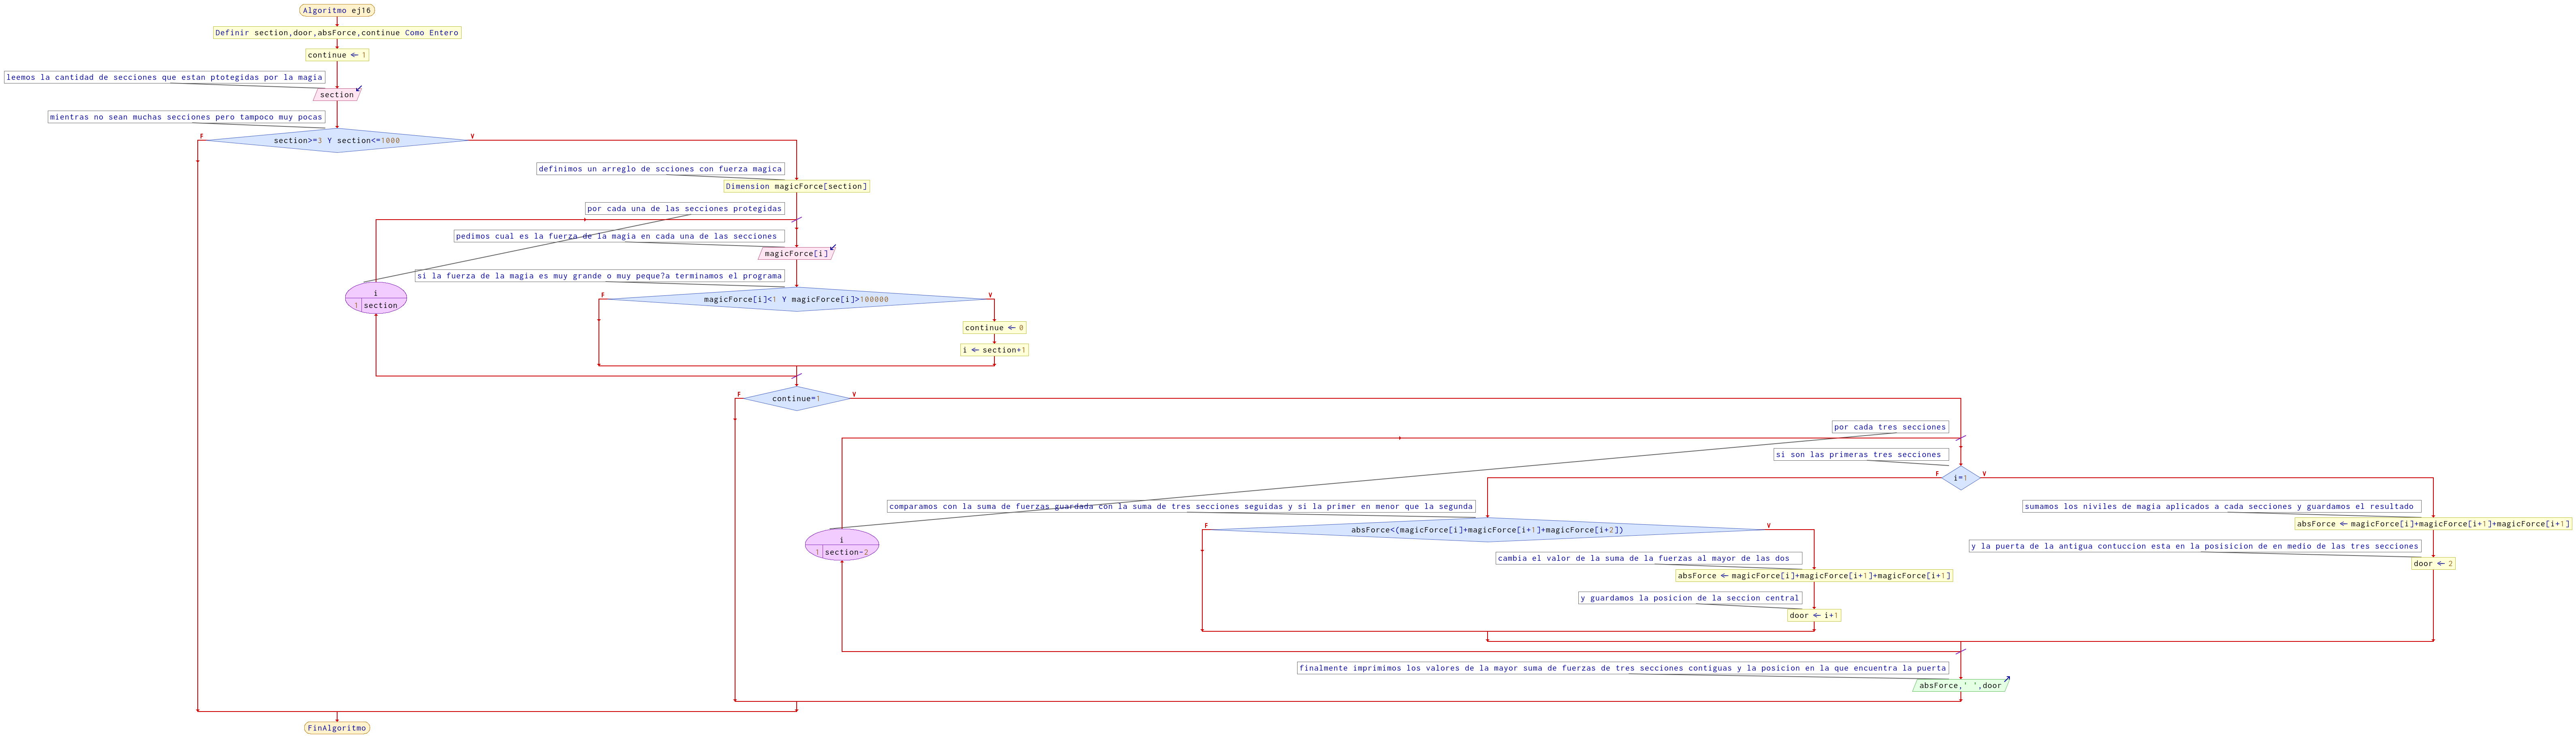 Algoritmo ej16
Definir section,door,absForce,continue Como Entero
continue ← 1
leemos la cantidad de secciones que estan ptotegidas por la magia
section
mientras no sean muchas secciones pero tampoco muy pocas
F
V
section>=3 Y section<=1000
definimos un arreglo de scciones con fuerza magica
Dimension magicForce[section]
por cada una de las secciones protegidas
pedimos cual es la fuerza de la magia en cada una de las secciones
magicForce[i]
si la fuerza de la magia es muy grande o muy peque?a terminamos el programa
i
1 section
F
V
magicForce[i]<1 Y magicForce[i]>100000
continue ← 0
i ← section+1
F
V
continue=1
por cada tres secciones
si son las primeras tres secciones
F
V
i=1
comparamos con la suma de fuerzas guardada con la suma de tres secciones seguidas y si la primer en menor que la segunda
sumamos los niviles de magia aplicados a cada secciones y guardamos el resultado
absForce ← magicForce[i]+magicForce[i+1]+magicForce[i+1]
F
V
absForce<(magicForce[i]+magicForce[i+1]+magicForce[i+2])
i
1 section-2
y la puerta de la antigua contuccion esta en la posisicion de en medio de las tres secciones
door ← 2
cambia el valor de la suma de la fuerzas al mayor de las dos
absForce ← magicForce[i]+magicForce[i+1]+magicForce[i+1]
y guardamos la posicion de la seccion central
door ← i+1
finalmente imprimimos los valores de la mayor suma de fuerzas de tres secciones contiguas y la posicion en la que encuentra la puerta
absForce,' ',door
FinAlgoritmo